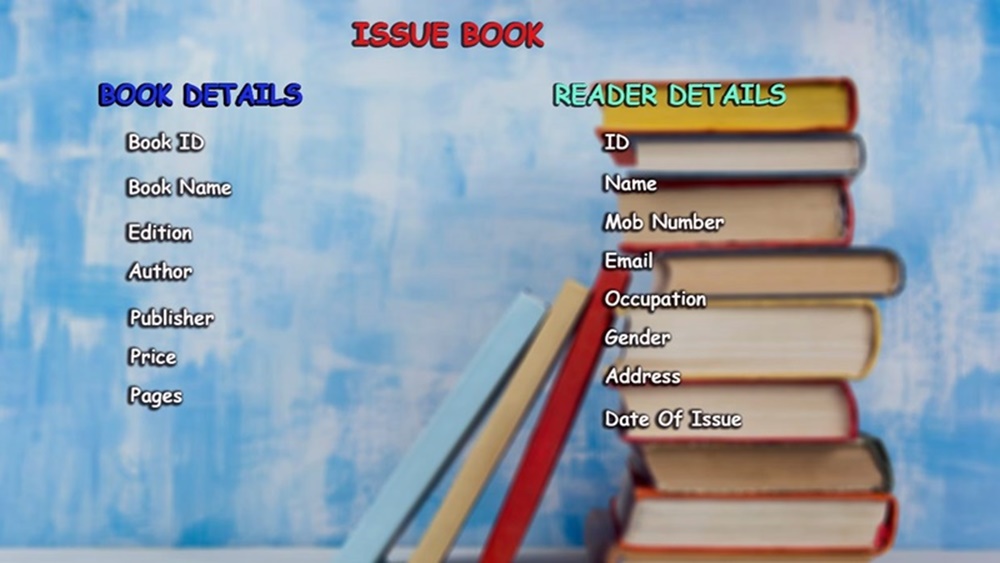 ISSUE BOOK
BOOK DETAILS
Book ID
Book Name
Edition
Author
Publisher
Price
Pages
READER DETAILS
ID
Name
Mob Number
Email
Occupation
Gender
Address
Date Of Issue